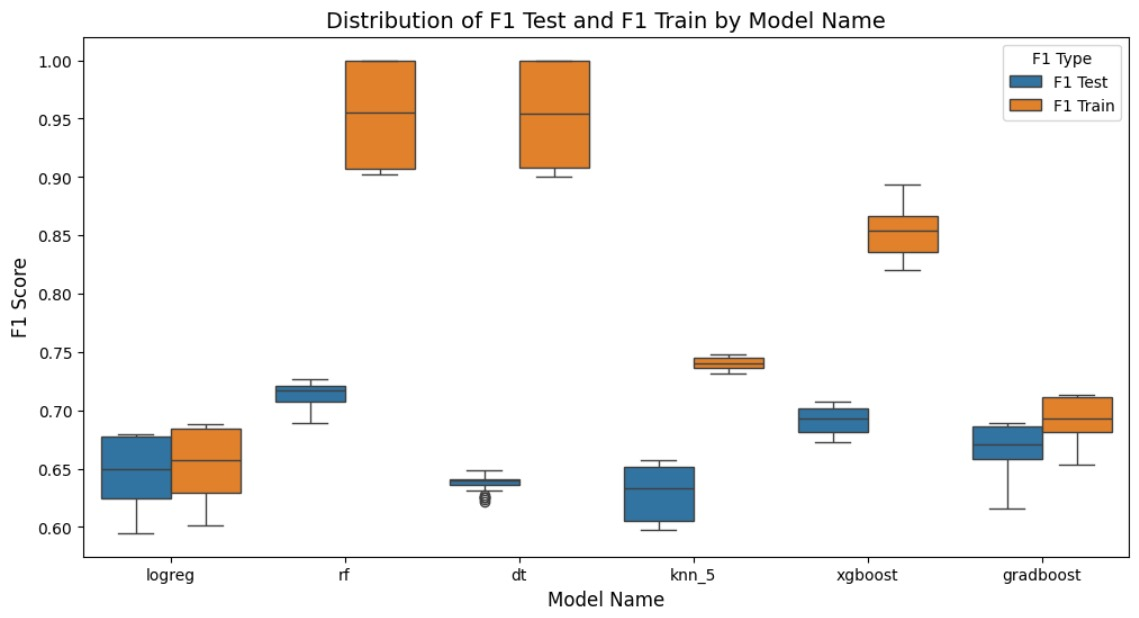 Distribution of F1 Test and F1 Train by Model Name
F1 Type
F1 Test
F1 Train
F1 Score
1.00
0.95
0.90
0.85
0.80
0.75
0.70
0.65
0.60
logreg rf dt knn_5 xgboost gradboost
Model Name